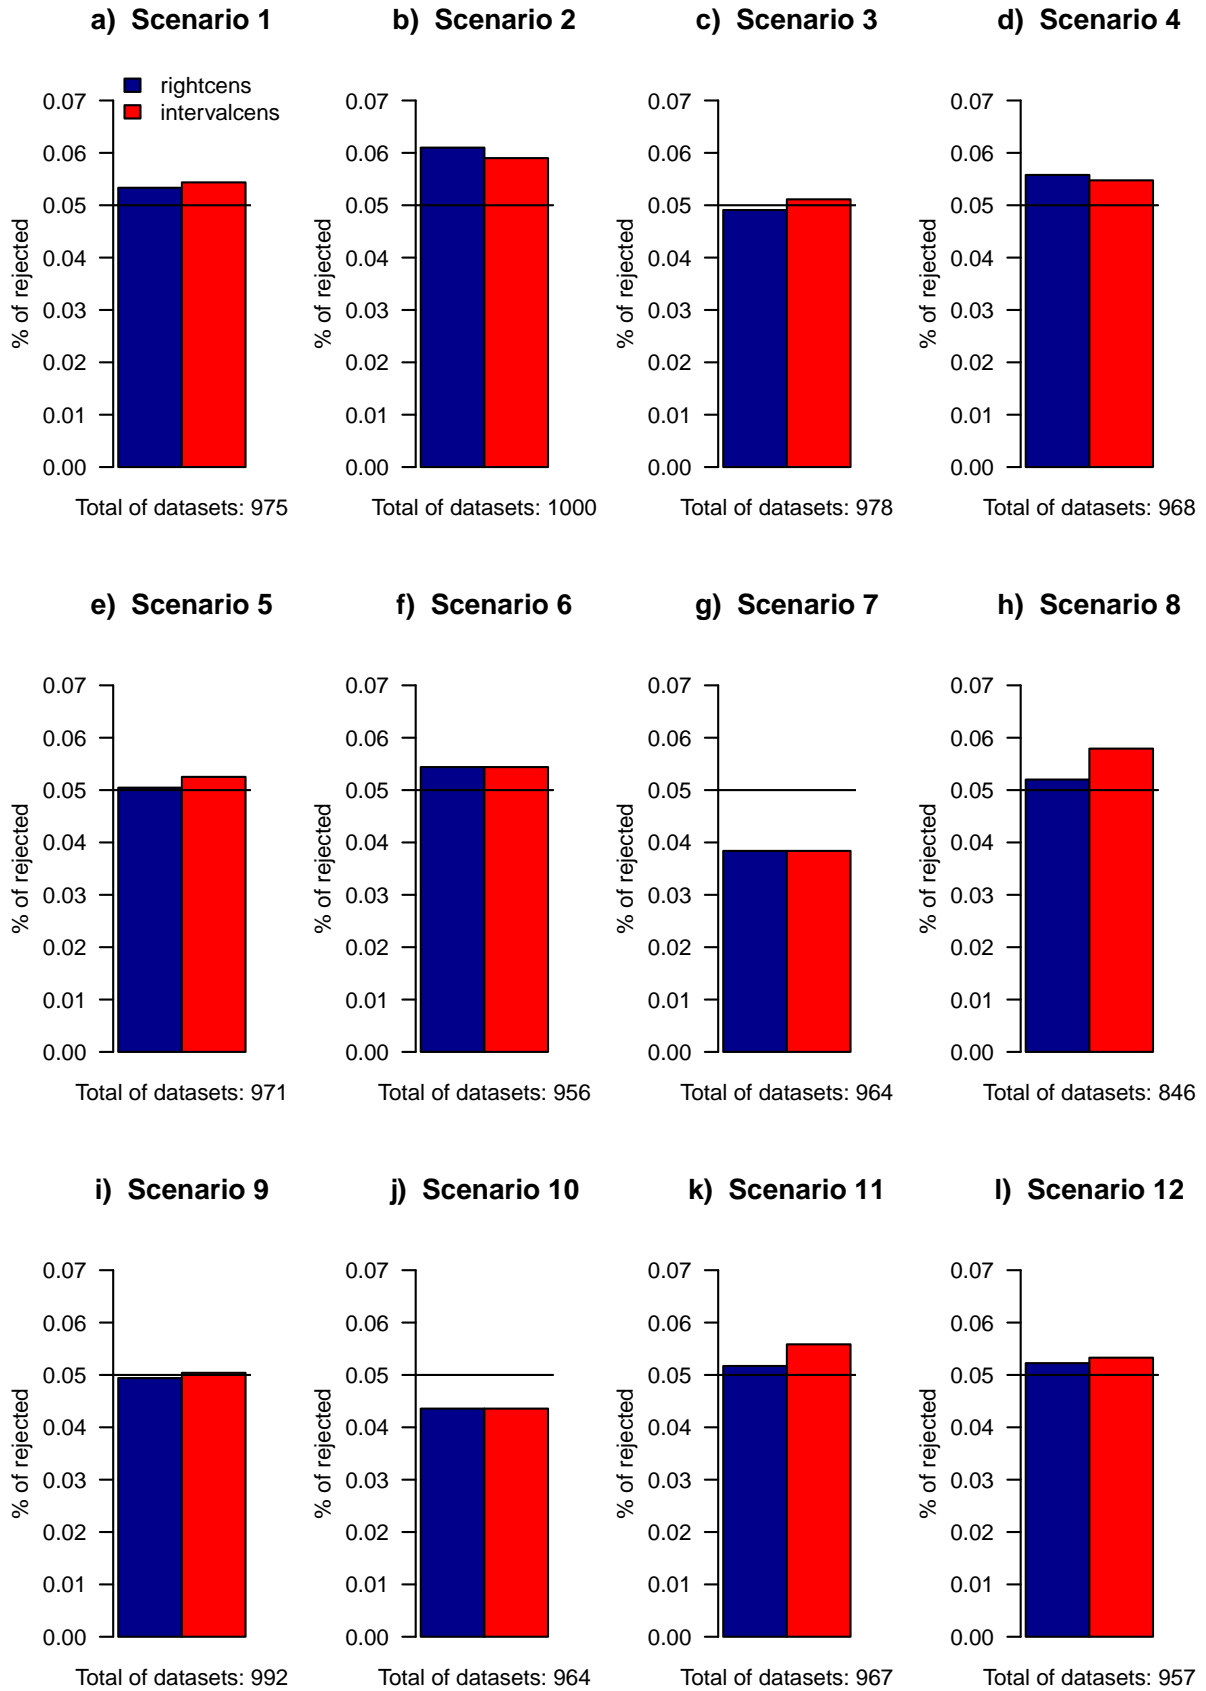 a)  Scenario 1
rightcens
intervalcens
0.07
0.06
0.05
0.04
0.03
0.02
0.01
0.00
% of rejected
Total of datasets: 975
b)  Scenario 2
0.07
0.06
0.05
0.04
0.03
0.02
0.01
0.00
% of rejected
Total of datasets: 1000
c)  Scenario 3
0.07
0.06
0.05
0.04
0.03
0.02
0.01
0.00
% of rejected
Total of datasets: 978
d)  Scenario 4
0.07
0.06
0.05
0.04
0.03
0.02
0.01
0.00
% of rejected
Total of datasets: 968
e)  Scenario 5
0.07
0.06
0.05
0.04
0.03
0.02
0.01
0.00
% of rejected
Total of datasets: 971
f)  Scenario 6
0.07
0.06
0.05
0.04
0.03
0.02
0.01
0.00
% of rejected
Total of datasets: 956
g)  Scenario 7
0.07
0.06
0.05
0.04
0.03
0.02
0.01
0.00
% of rejected
Total of datasets: 964
h)  Scenario 8
0.07
0.06
0.05
0.04
0.03
0.02
0.01
0.00
% of rejected
Total of datasets: 846
i)  Scenario 9
0.07
0.06
0.05
0.04
0.03
0.02
0.01
0.00
% of rejected
Total of datasets: 992
j)  Scenario 10
0.07
0.06
0.05
0.04
0.03
0.02
0.01
0.00
% of rejected
Total of datasets: 964
k)  Scenario 11
0.07
0.06
0.05
0.04
0.03
0.02
0.01
0.00
% of rejected
Total of datasets: 967
l)  Scenario 12
0.07
0.06
0.05
0.04
0.03
0.02
0.01
0.00
% of rejected
Total of datasets: 957